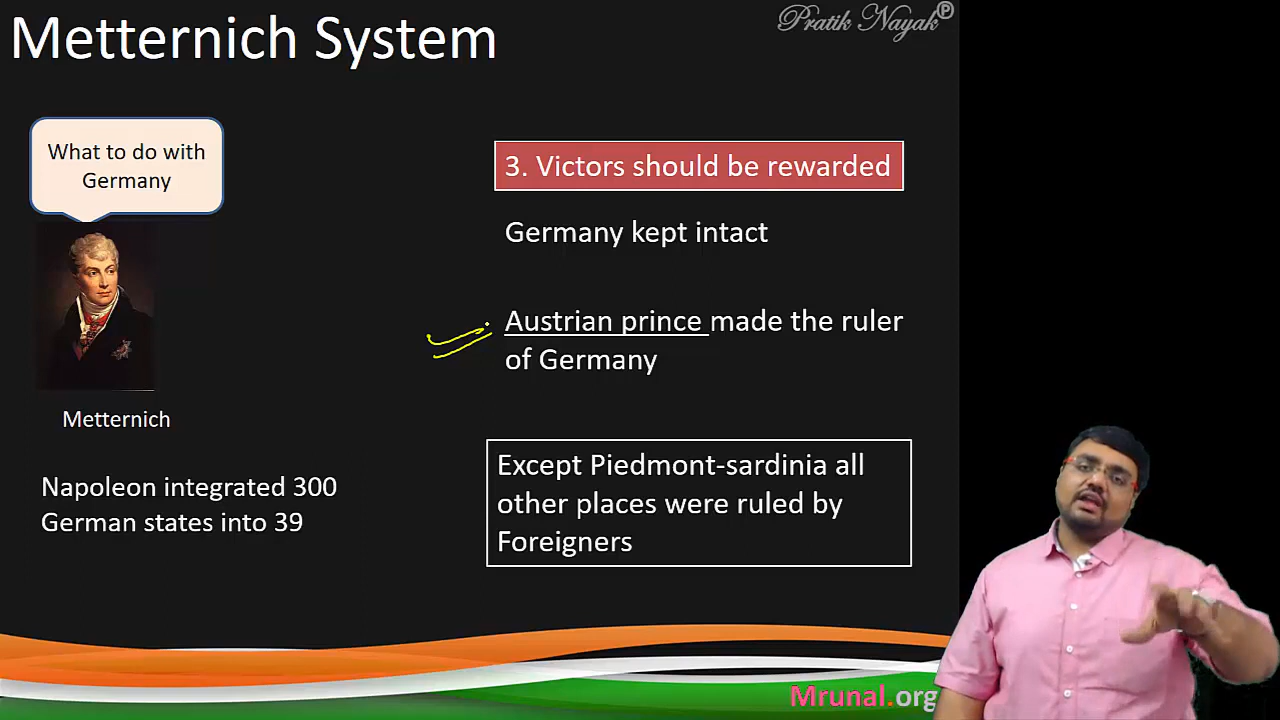 Metternich System
Pratik Nayak℗
What to do with
Germany
Metternich
Napoleon integrated 300
German states into 39
3. Victors should be rewarded
Germany kept intact
Austrian prince made the ruler
of Germany
Except Piedmont-sardinia all
other places were ruled by
Foreigners
Mrunal.org